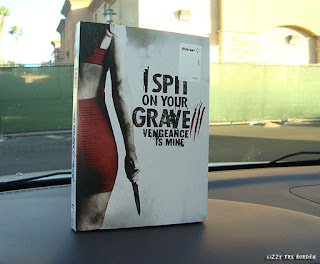 I SPIT
ON YOUR
GRAVE III
VENGEANCE
IS MINE
LIZZY THE BORDEN